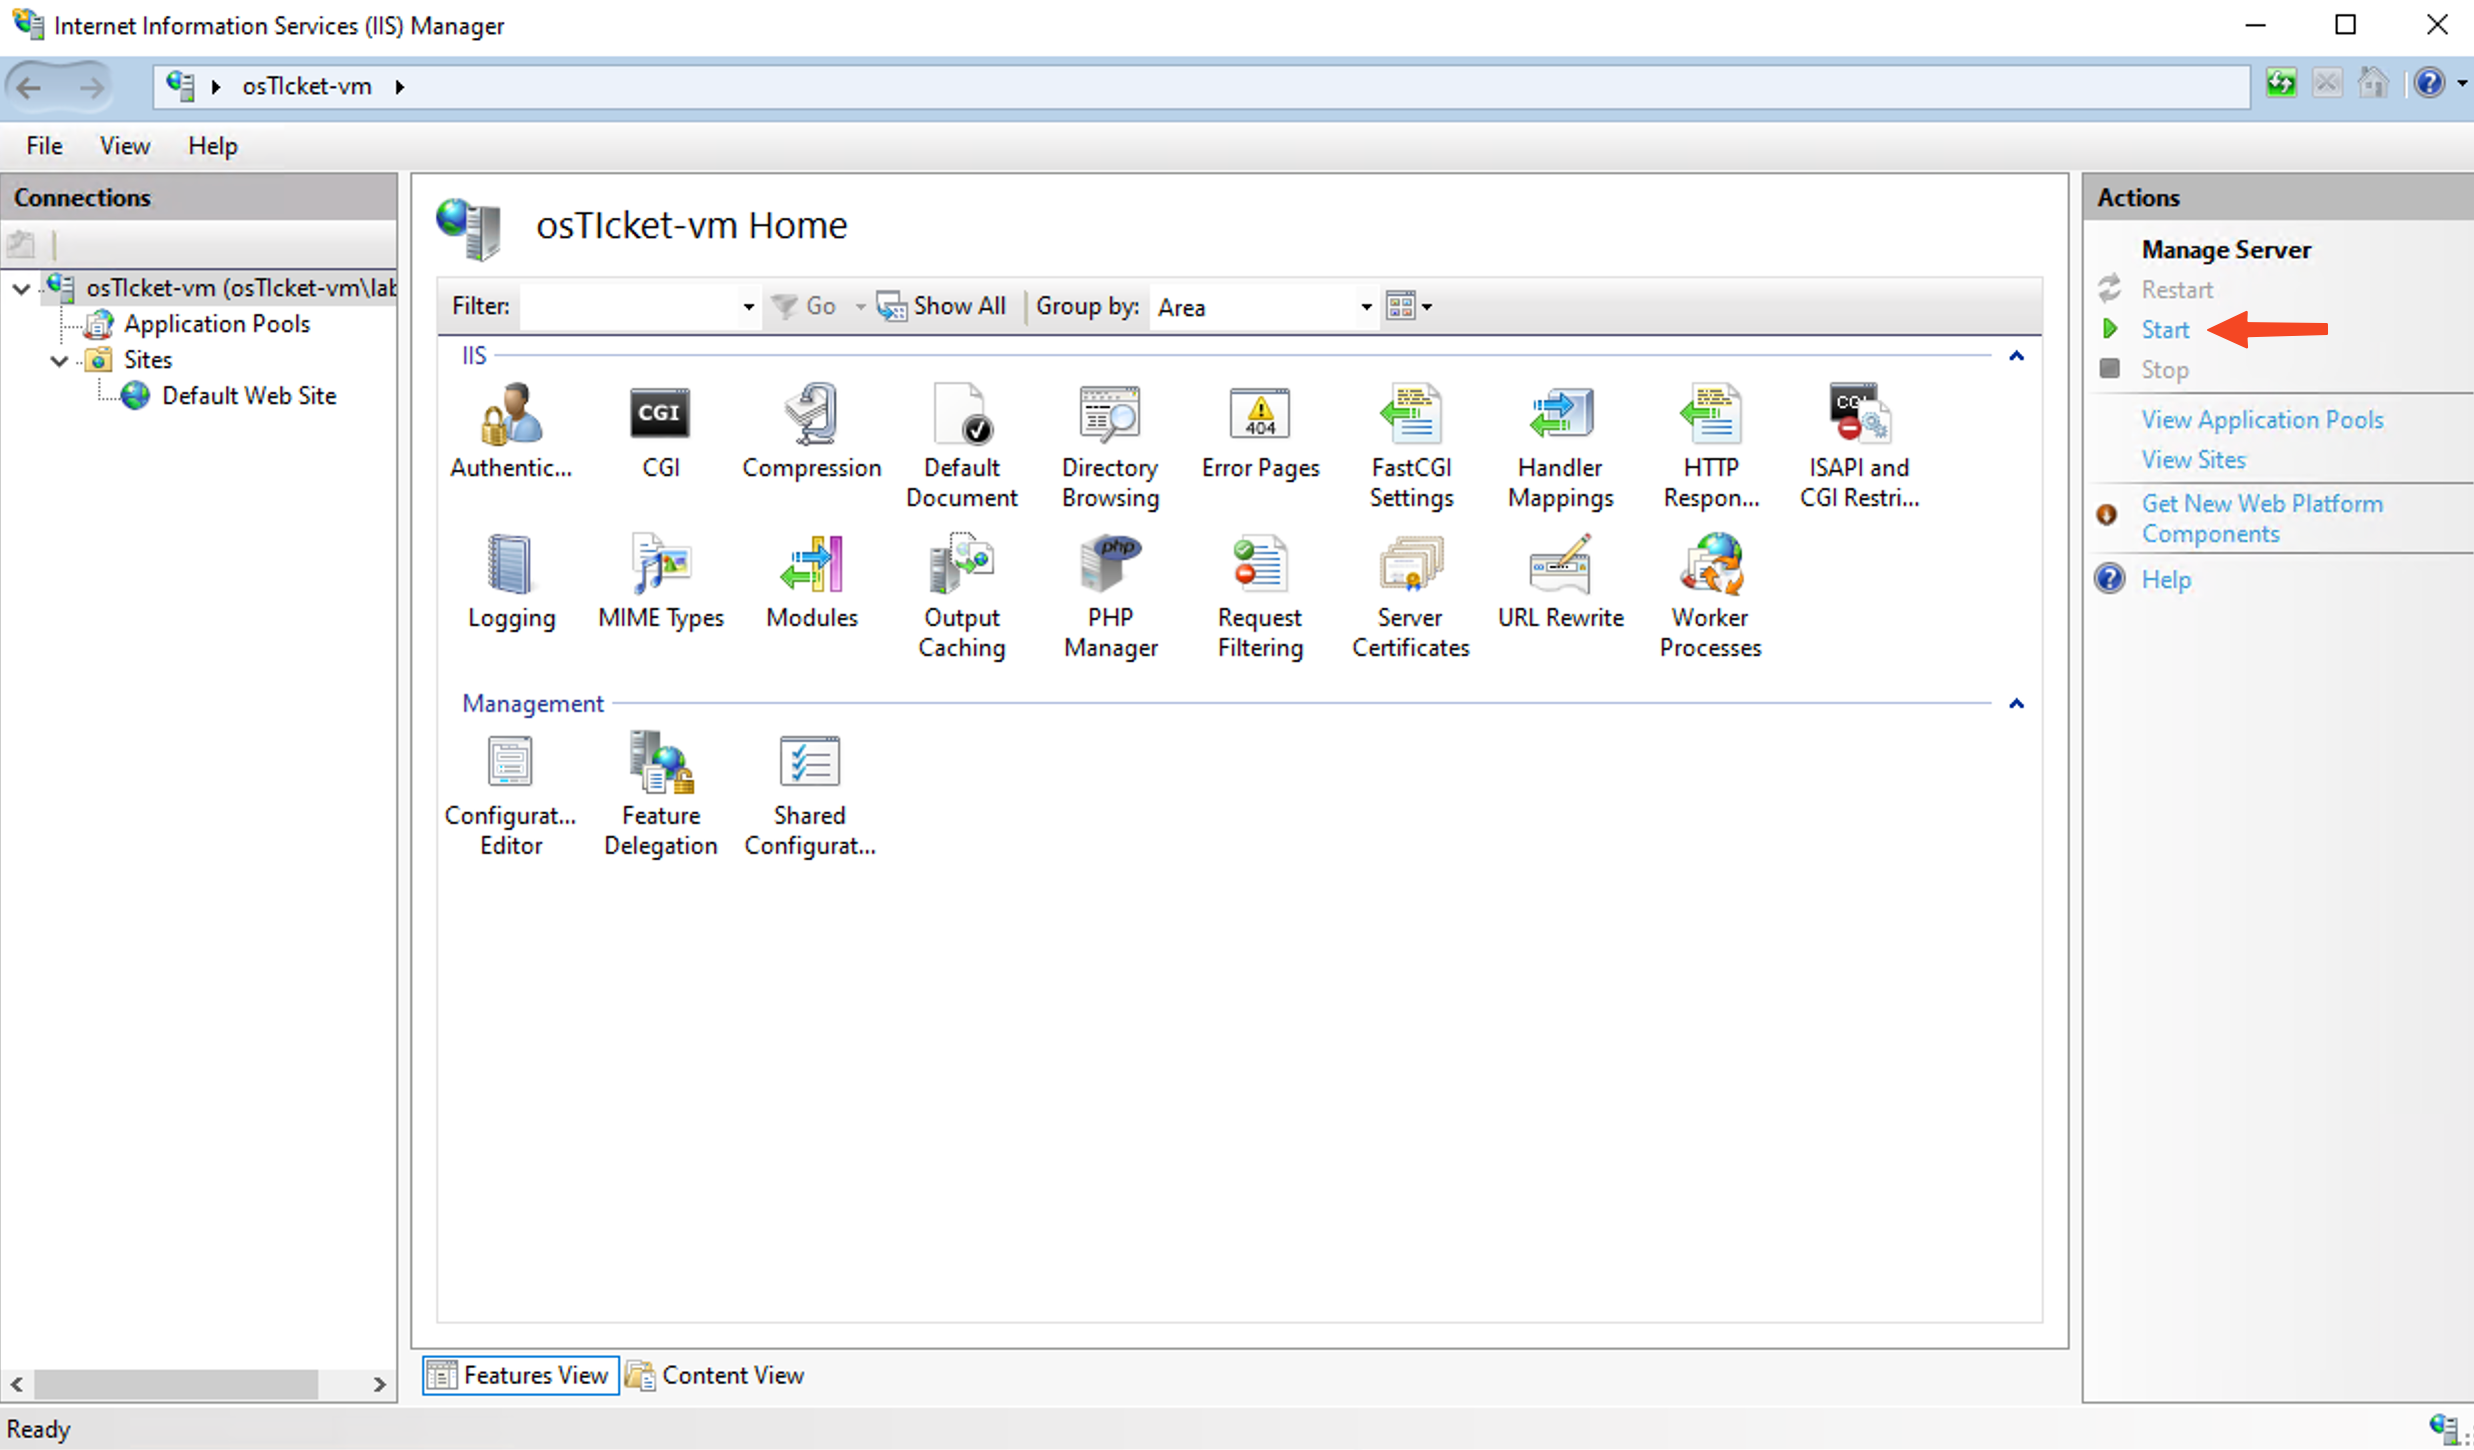 Internet Information Services (IIS) Manager
osTIcket-vm
File View Help
Connections
osTIcket-vm (osTIcket-vm\lab
Application Pools
Sites
Default Web Site
osTIcket-vm Home
Filter: Go Show All Group by: Area
IIS
Authentic...
CGI
CGI
Compression
Default
Document
Directory
Browsing
404
Error Pages
FastCGI
Settings
Handler
Mappings
HTTP
Respon...
ISAPI and
CGI Restri...
Logging
MIME Types
Modules
Output
Caching
php
PHP
Manager
Request
Filtering
Server
Certificates
URL Rewrite
Worker
Processes
Management
Configurat...
Editor
Feature
Delegation
Shared
Configurat...
Features View Content View
Actions
Manage Server
Restart
Start
Stop
View Application Pools
View Sites
Get New Web Platform
Components
Help
Ready